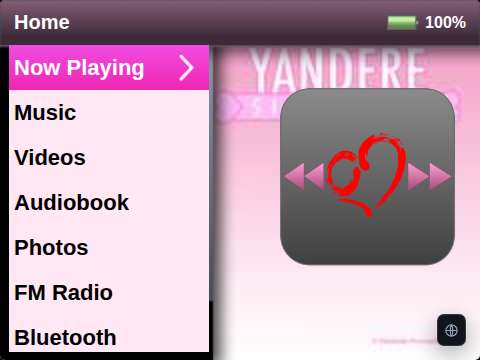 Home
100%
Now Playing
Music
Videos
Audiobook
Photos
FM Radio
Bluetooth
YANDERE